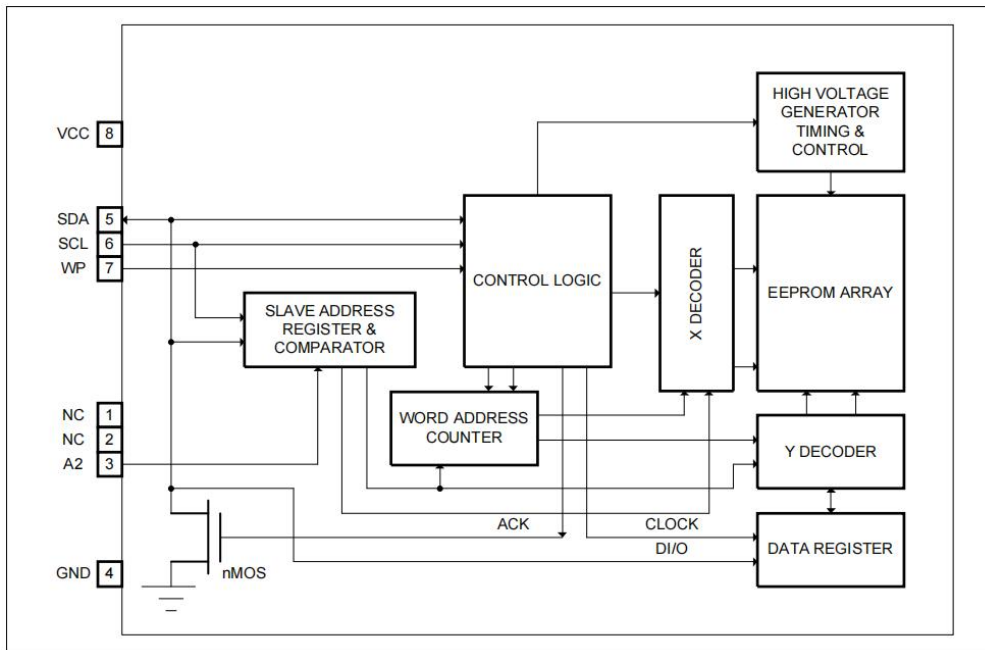 HIGH VOLTAGE
GENERATOR
TIMING &
CONTROL
VCC 8
SDA 5
SCL 6
WP 7
CONTROL LOGIC
X DECODER
EEPROM ARRAY
SLAVE ADDRESS
REGISTER &
COMPARATOR
NC 1
NC 2
A2 3
WORD ADDRESS
COUNTER
Y DECODER
ACK
CLOCK
DI/O
DATA REGISTER
GND 4
nMOS